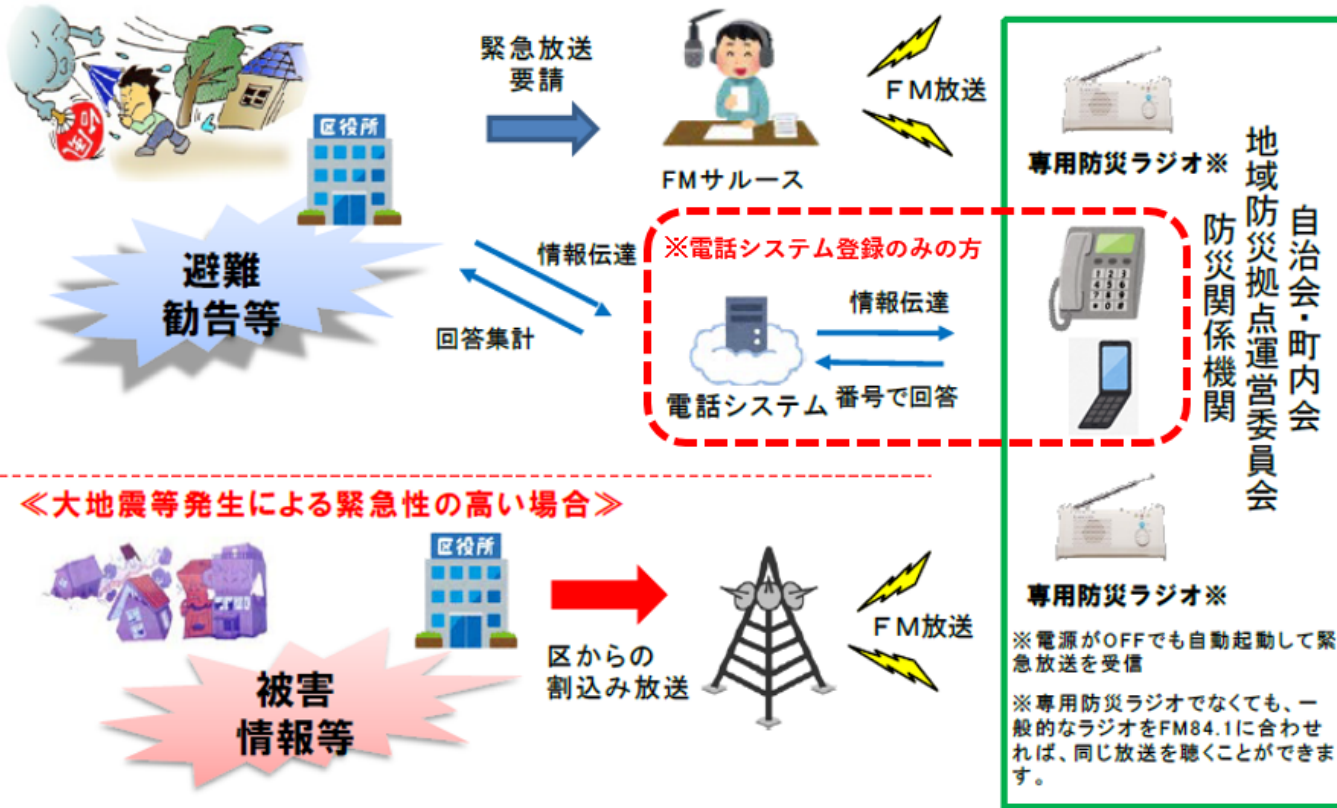 台風
区役所
緊急放送
要請
FMサルース
FM放送
専用防災ラジオ※
避難
勧告等
情報伝達
回答集計
※電話システム登録のみの方
電話システム
情報伝達
番号で回答
自治会・町内会
地域防災拠点運営委員会
防災関係機関
≪大地震等発生による緊急性の高い場合≫
区役所
被害
情報等
区からの
割込み放送
FM放送
専用防災ラジオ※
※電源がOFFでも自動起動して緊
急放送を受信
※専用防災ラジオでなくても、一
般的なラジオをFM84.1に合わせ
れば、同じ放送を聴くことができま
す。